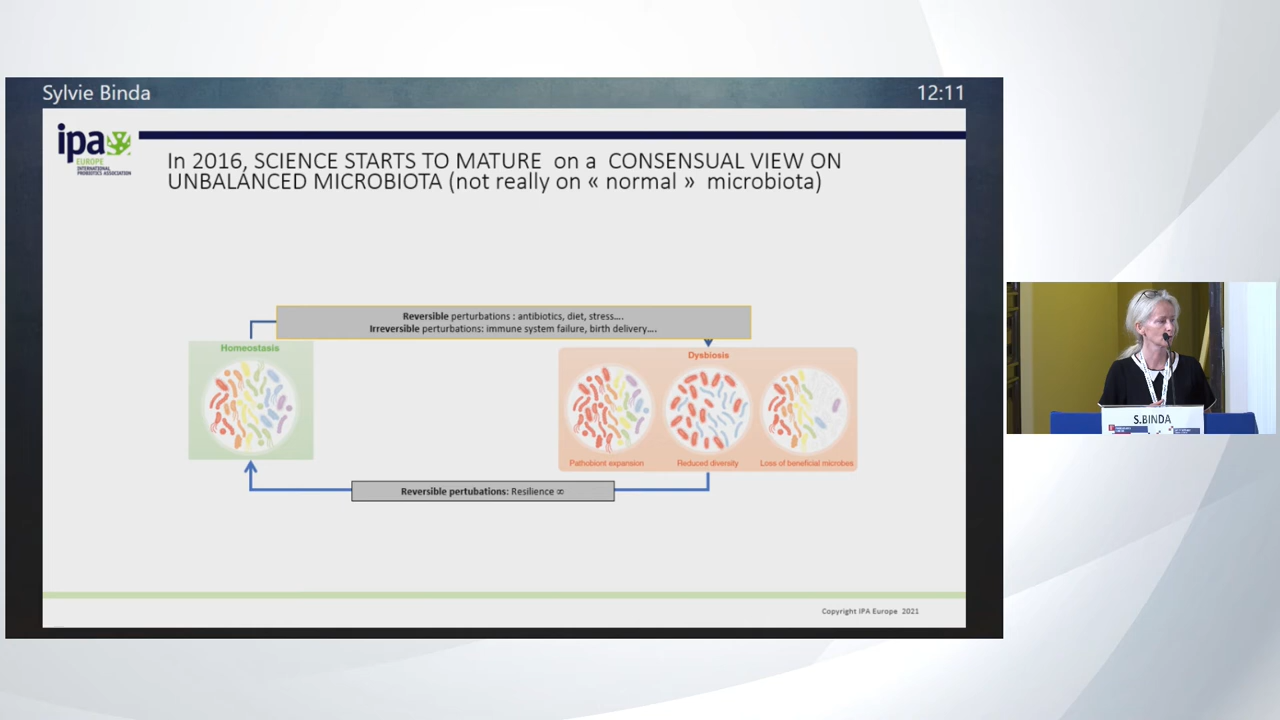 Sylvie Binda
12:11
ipa
EUROPE
INTERNATIONAL
PROBIOTICS ASSOCIATION
In 2016, SCIENCE STARTS TO MATURE on a CONSENSUAL VIEW ON
UNBALANCED MICROBIOTA (not really on « normal » microbiota)
Reversible perturbations : antibiotics, diet, stress....
Irreversible perturbations: immune system failure, birth delivery....
Homeostasis
Dysbiosis
Pathobiont expansion
Reduced diversity
Loss of beneficial microbes
Reversible pertubations: Resilience ∞
Copyright IPA Europe 2021
S.BINDA